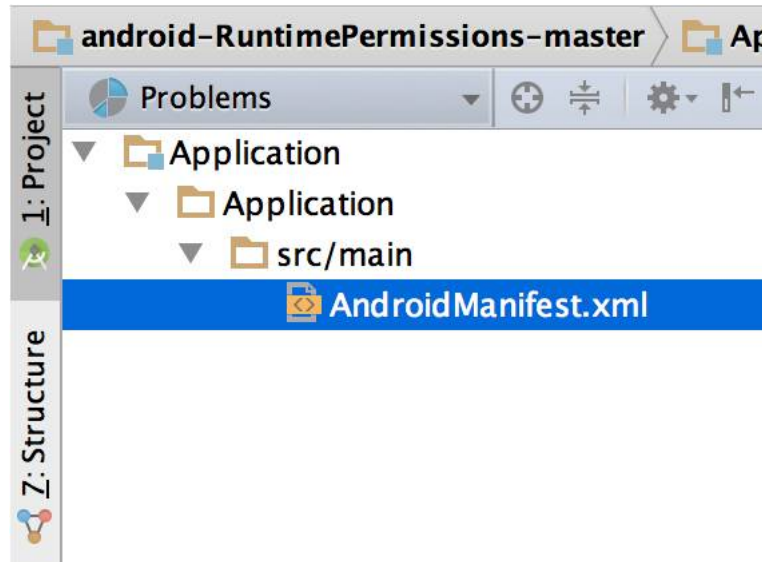 android-RuntimePermissions-master
Problems
Application
Application
src/main
AndroidManifest.xml
1: Project
7: Structure